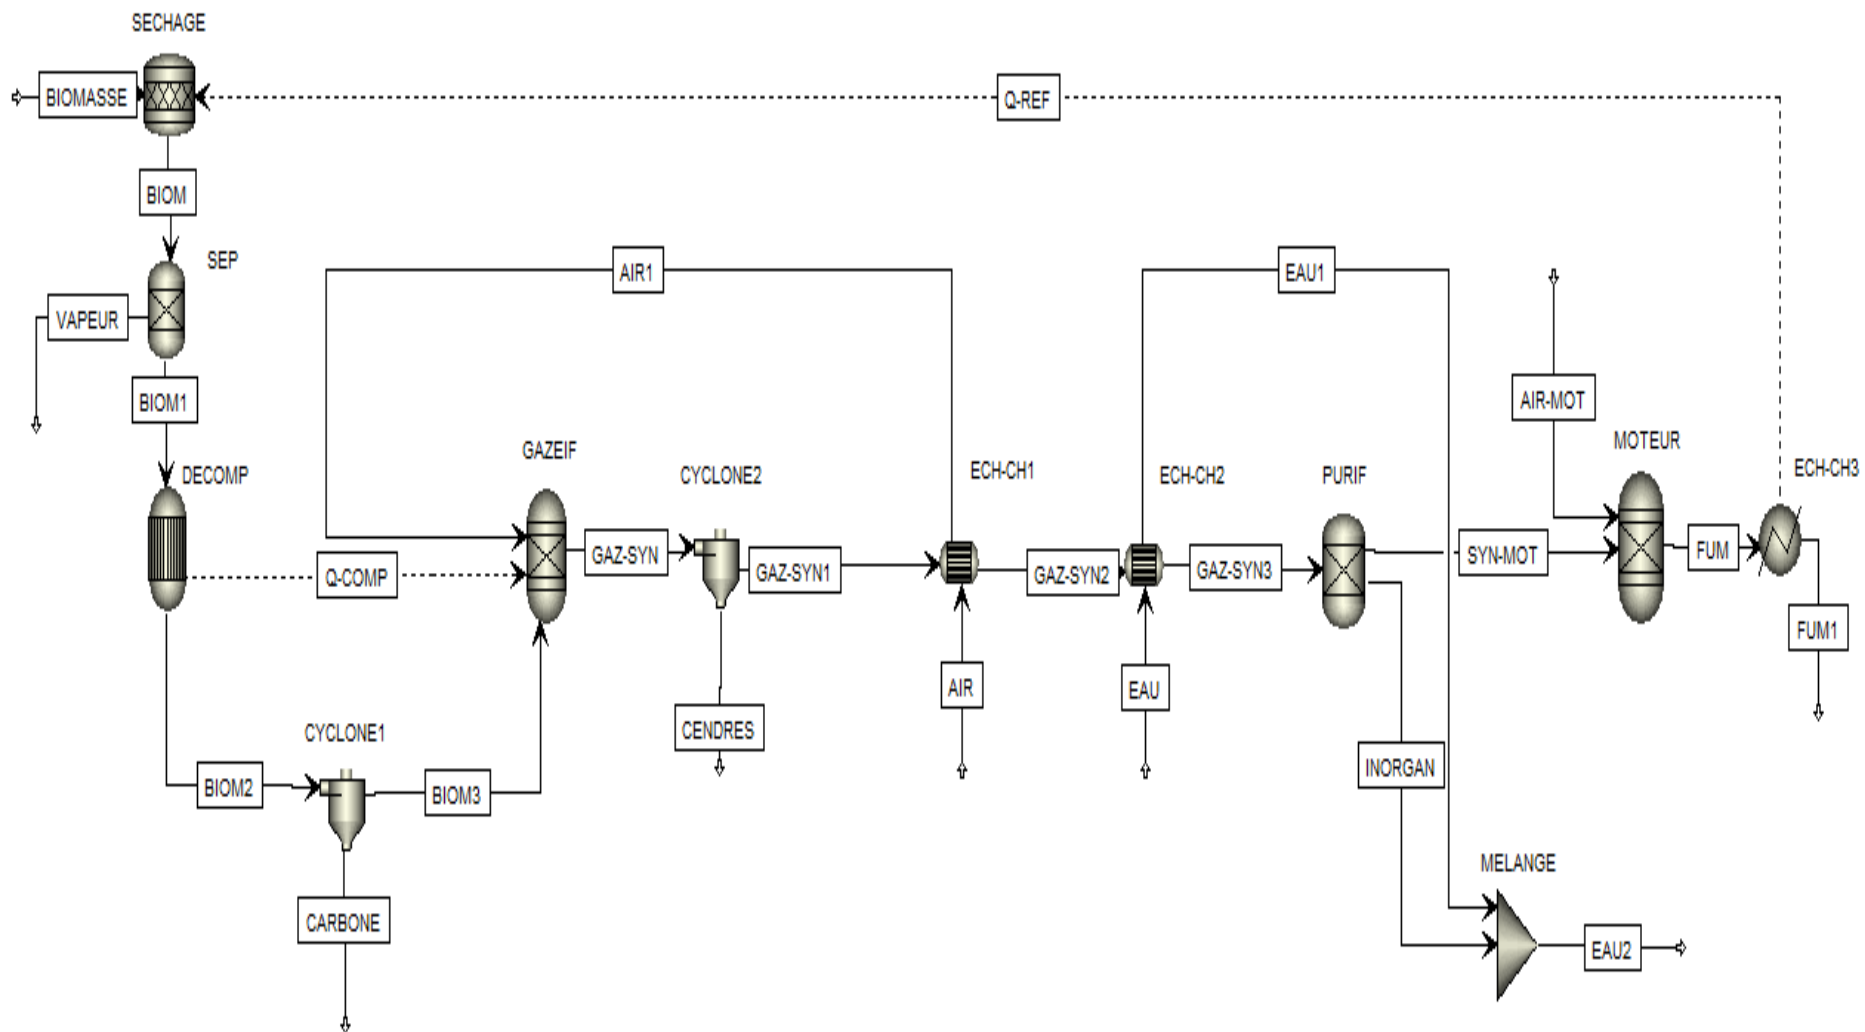 SECHAGE
BIOMASSE
Q-REF
BIOM
SEP
AIR1
EAU1
VAPEUR
BIOM1
AIR-MOT
GAZEIF
MOTEUR
DECOMP
CYCLONE2
ECH-CH1
ECH-CH2
PURIF
ECH-CH3
GAZ-SYN
SYN-MOT
FUM
Q-COMP
GAZ-SYN1
GAZ-SYN2
GAZ-SYN3
FUM1
AIR
EAU
CYCLONE1
CENDRES
BIOM2
BIOM3
INORGAN
MELANGE
CARBONE
EAU2